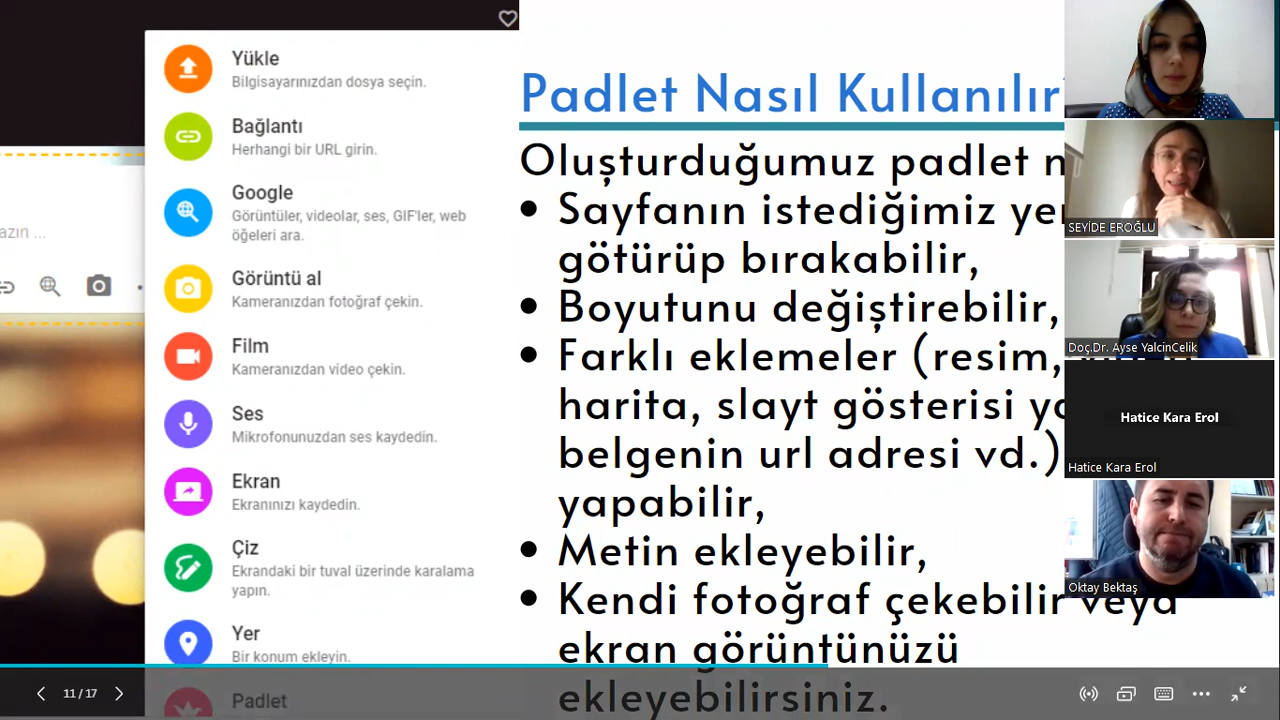 Yükle
Bilgisayarınızdan dosya seçin.
Bağlantı
Herhangi bir URL girin.
Google
Görüntüler, videolar, ses, GIF'ler, web
öğeleri ara.
Görüntü al
Kameranızdan fotoğraf çekin.
Film
Kameranızdan video çekin.
Ses
Mikrofonunuzdan ses kaydedin.
Ekran
Ekranınızı kaydedin.
Çiz
Ekrandaki bir tuval üzerinde karalama
yapın.
Yer
Bir konum ekleyin.
Padlet
azın ...
Padlet Nasıl Kullanılır
Oluşturduğumuz padlet
• Sayfanın istediğimiz
götürüp bırakabilir,
• Boyutunu değiştirebilir,
• Farklı eklemeler (resim,
harita, slayt gösterisi
belgenin url adresi vd.)
yapabilir,
• Metin ekleyebilir,
• Kendi fotoğraf çekebilir veya
ekran görüntünüzü
ekleyebilirsiniz.
SEYİDE EROĞLU
Doç.Dr. Ayse YalcinCelik
Hatice Kara Erol
Hatice Kara Erol
Oktay Bektaş
11 / 17